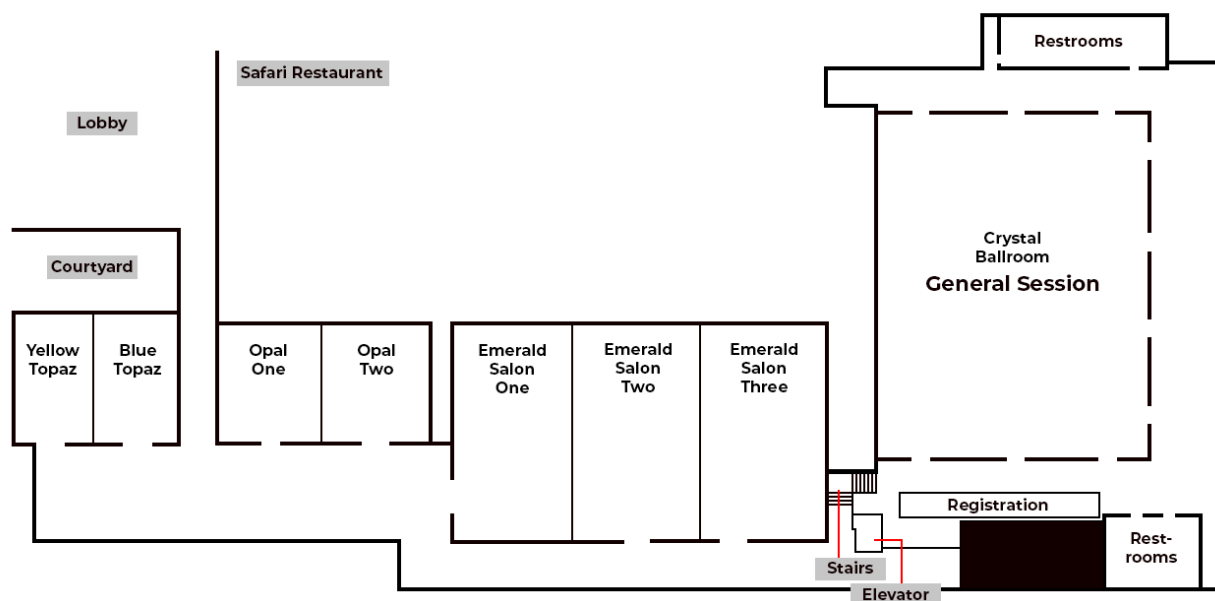 Restrooms
Safari Restaurant
Lobby
Crystal
Ballroom
General Session
Courtyard
Yellow
Topaz
Blue
Topaz
Opal
One
Opal
Two
Emerald
Salon
One
Emerald
Salon
Two
Emerald
Salon
Three
Registration
Rest-
rooms
Stairs
Elevator